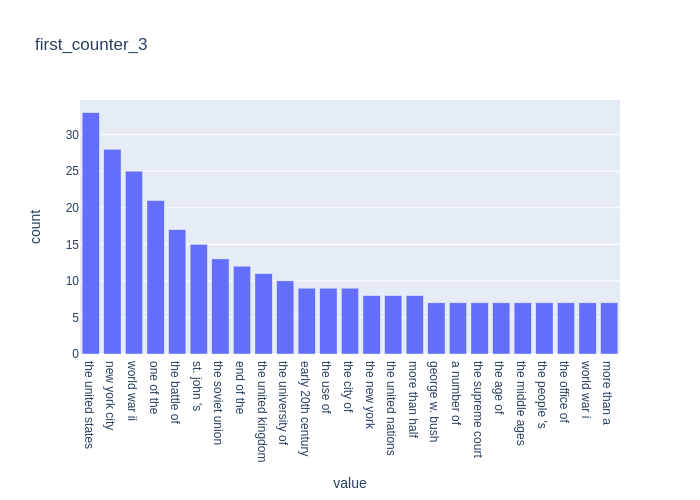 first_counter_3
count
30
25
20
15
10
5
0
the united states
new york city
world war ii
one of the
the battle of
st. john 's
the soviet union
end of the
the united kingdom
the university of
early 20th century
the use of
the city of
the new york
the united nations
more than half
george w. bush
a number of
the supreme court
the age of
the middle ages
the people 's
the office of
world war i
more than a
value